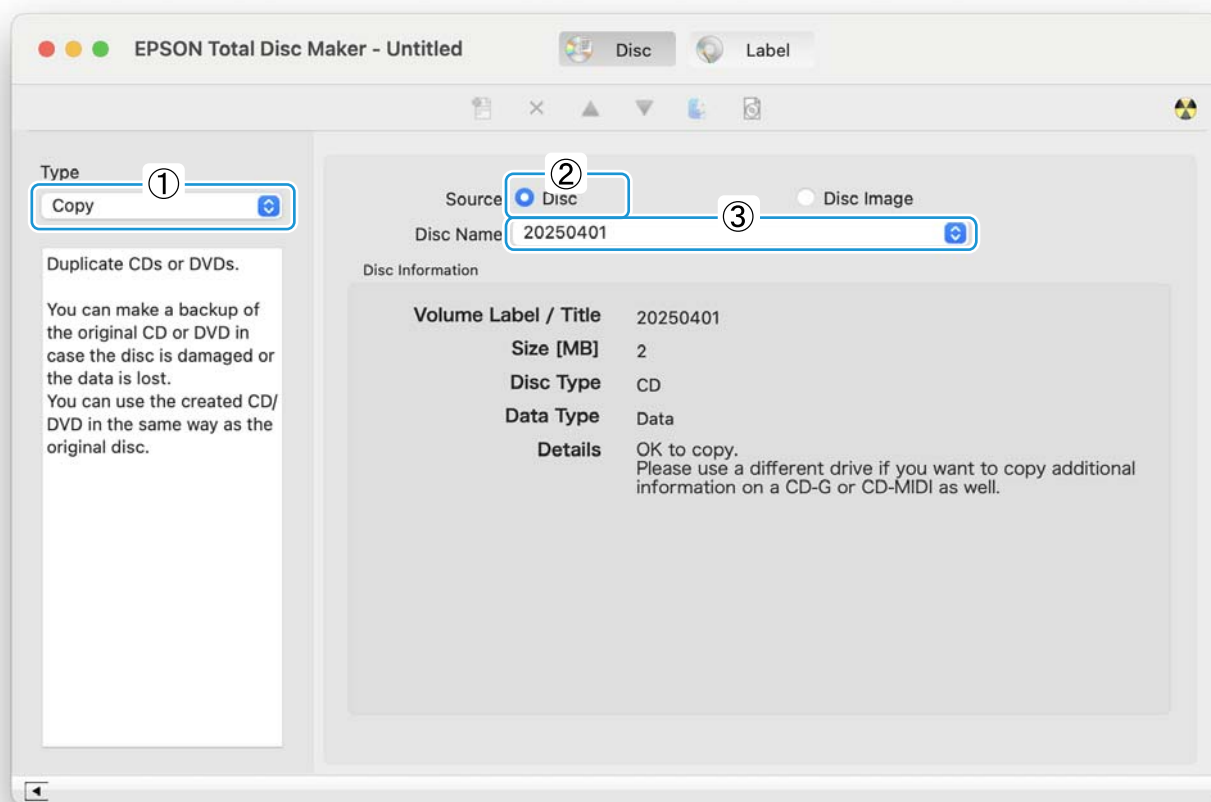 EPSON Total Disc Maker - Untitled
Disc
Label
Type
①
Copy
Duplicate CDs or DVDs.
You can make a backup of
the original CD or DVD in
case the disc is damaged or
the data is lost.
You can use the created CD/
DVD in the same way as the
original disc.
②
Source Disc Disc Image
③
Disc Name 20250401
Disc Information
Volume Label / Title 20250401
Size [MB] 2
Disc Type CD
Data Type Data
Details OK to copy.
Please use a different drive if you want to copy additional
information on a CD-G or CD-MIDI as well.